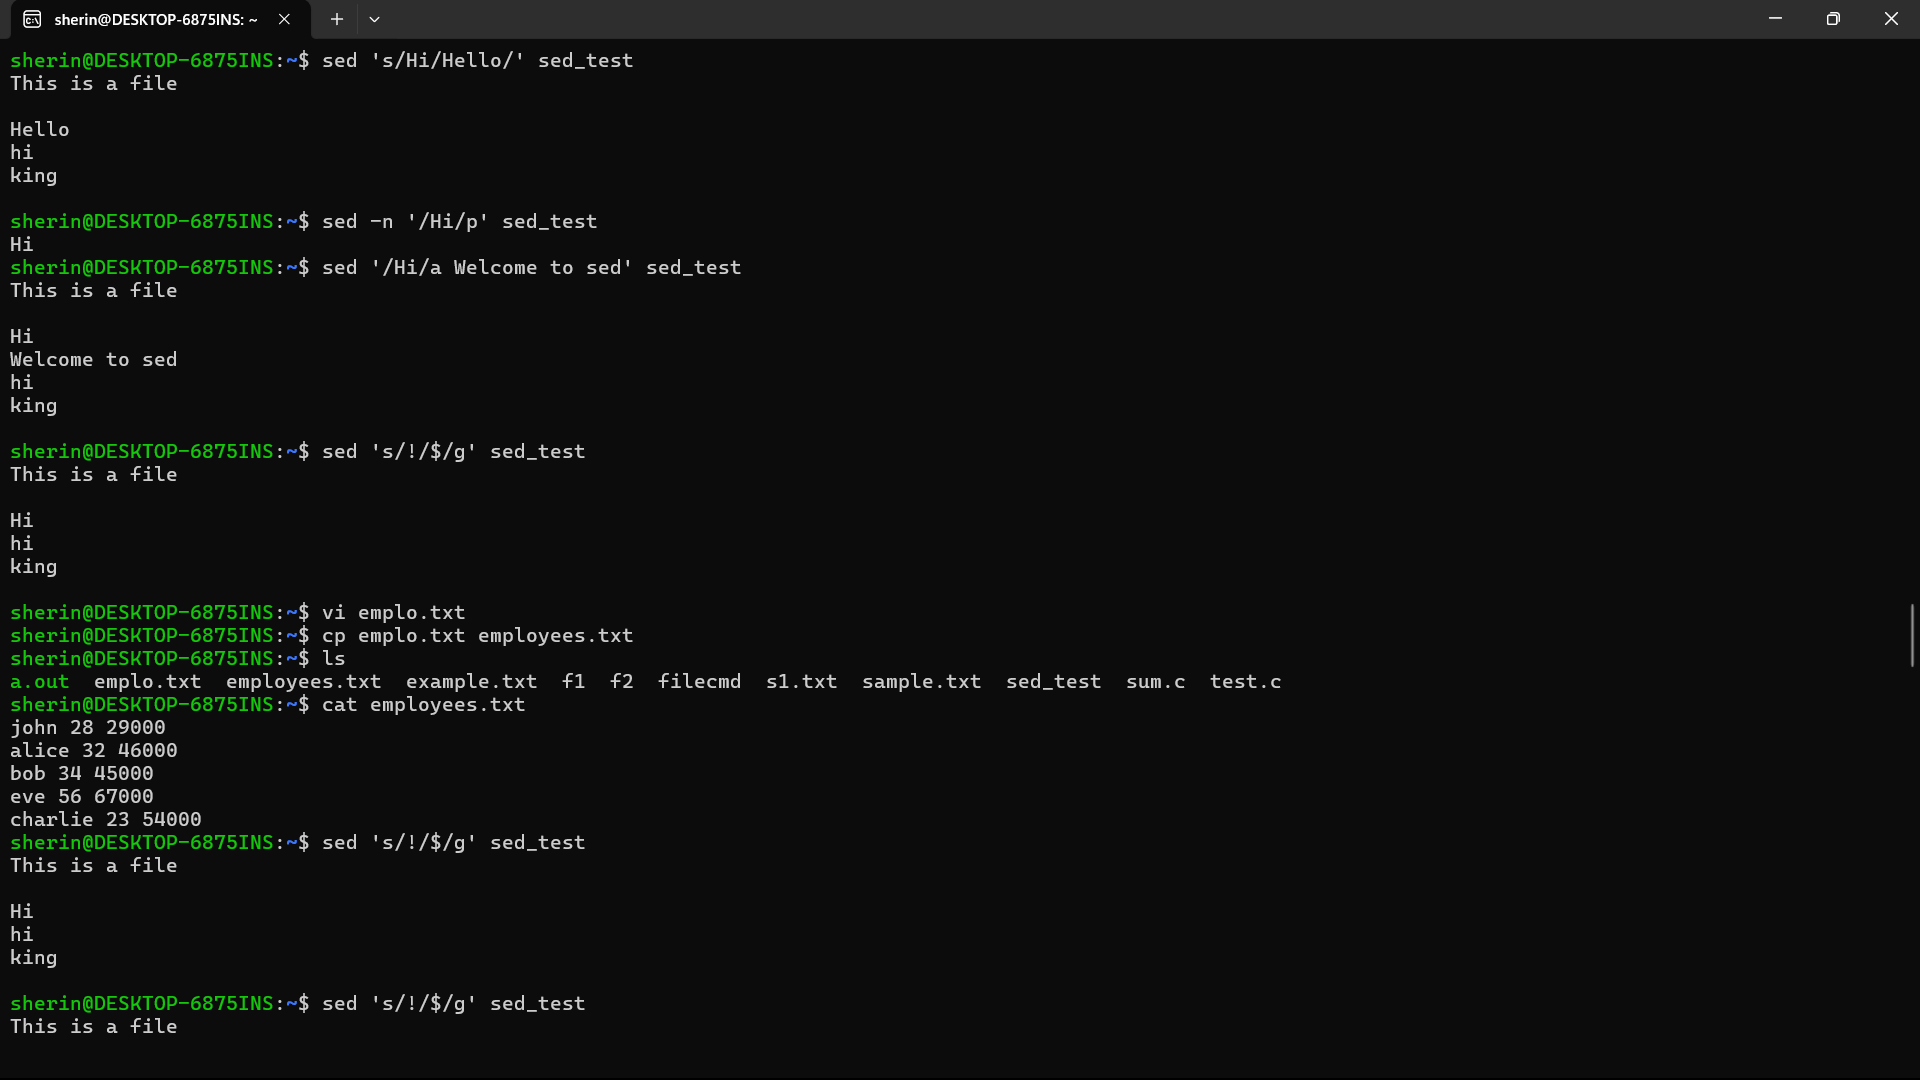 sherin@DESKTOP-6875INS: ~
sherin@DESKTOP-6875INS:~$ sed 's/Hi/Hello/' sed_test
This is a file
Hello
hi
king
sherin@DESKTOP-6875INS:~$ sed -n '/Hi/p' sed_test
Hi
sherin@DESKTOP-6875INS:~$ sed '/Hi/a Welcome to sed' sed_test
This is a file
Hi
Welcome to sed
hi
king
sherin@DESKTOP-6875INS:~$ sed 's/!/$/g' sed_test
This is a file
Hi
hi
king
sherin@DESKTOP-6875INS:~$ vi emplo.txt
sherin@DESKTOP-6875INS:~$ cp emplo.txt employees.txt
sherin@DESKTOP-6875INS:~$ ls
a.out  emplo.txt  employees.txt  example.txt  f1  f2  filecmd  s1.txt  sample.txt  sed_test  sum.c  test.c
sherin@DESKTOP-6875INS:~$ cat employees.txt
john 28 29000
alice 32 46000
bob 34 45000
eve 56 67000
charlie 23 54000
sherin@DESKTOP-6875INS:~$ sed 's/!/$/g' sed_test
This is a file
Hi
hi
king
sherin@DESKTOP-6875INS:~$ sed 's/!/$/g' sed_test
This is a file